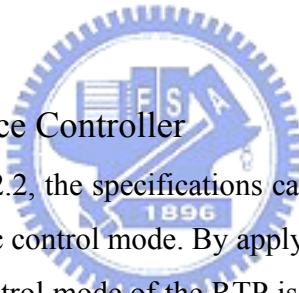 ce Controller
2.2, the specifications ca
c control mode. By apply
ntrol mode of the RTP is
E S
A
1896